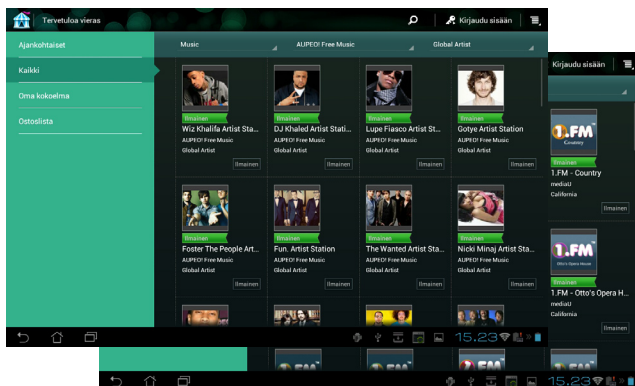 Tervetuloa vieras
Kirjaudu sisään
Ajankohtaiset
Kaikki
Oma kokoelma
Ostoslista
Music
AUPEO! Free Music
Global Artist
Ilmainen
Wiz Khalifa Artist Sta...
AUPEO! Free Music
Global Artist
Ilmainen
Ilmainen
DJ Khaled Artist Stati...
AUPEO! Free Music
Global Artist
Ilmainen
Ilmainen
Lupe Fiasco Artist St...
AUPEO! Free Music
Global Artist
Ilmainen
Ilmainen
Gotye Artist Station
AUPEO! Free Music
Global Artist
Ilmainen
Ilmainen
Foster The People Art...
AUPEO! Free Music
Global Artist
Ilmainen
Ilmainen
Fun. Artist Station
AUPEO! Free Music
Global Artist
Ilmainen
Ilmainen
The Wanted Artist Sta...
AUPEO! Free Music
Global Artist
Ilmainen
Ilmainen
Nicki Minaj Artist Sta...
AUPEO! Free Music
Global Artist
Ilmainen
15.23
Kirjaudu sisään
1.FM
Country
Ilmainen
1.FM - Country
mediaU
California
Ilmainen
1.FM
Otto's Opera House
Ilmainen
1.FM - Otto's Opera H...
mediaU
California
Ilmainen
15.23